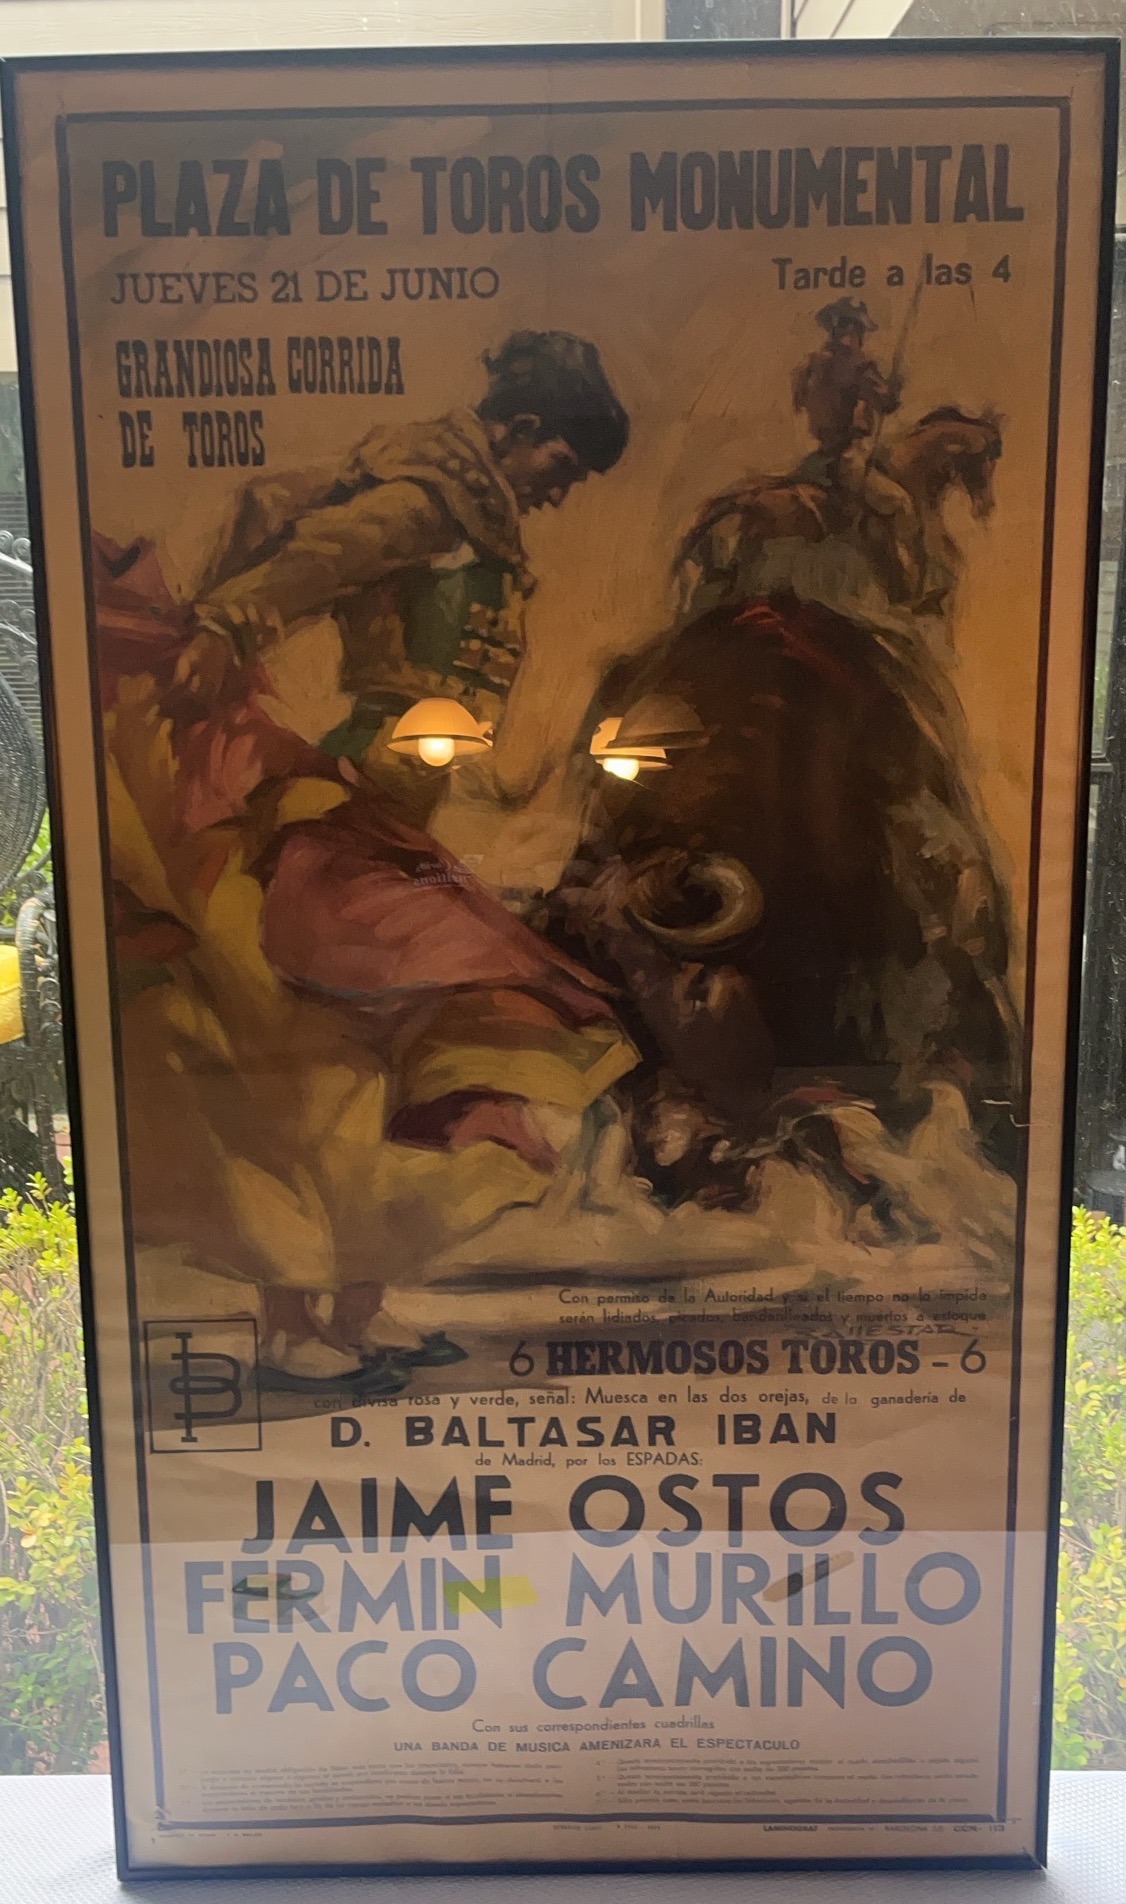 PLAZA DE TOROS MONUMENTAL
JUEVES 21 DE JUNIO
Tarde a las 4
GRANDIOSA CORRIDA
DE TOROS
Con permiso de la Autoridad y si el tiempo no lo impide
serán lidiados, picados, banderilleados y muertos a estoque
BALLESTAR
6 HERMOSOS TOROS - 6
con divisa rosa y verde, señal: Muesca en las dos orejas, de la ganadería de
D. BALTASAR IBAN
de Madrid, por los ESPADAS:
JAIME OSTOS
FERMIN MURILLO
PACO CAMINO
Con sus correspondientes cuadrillas
UNA BANDA DE MUSICA AMENIZARA EL ESPECTACULO
LAMINOGRAF
BARCELONA